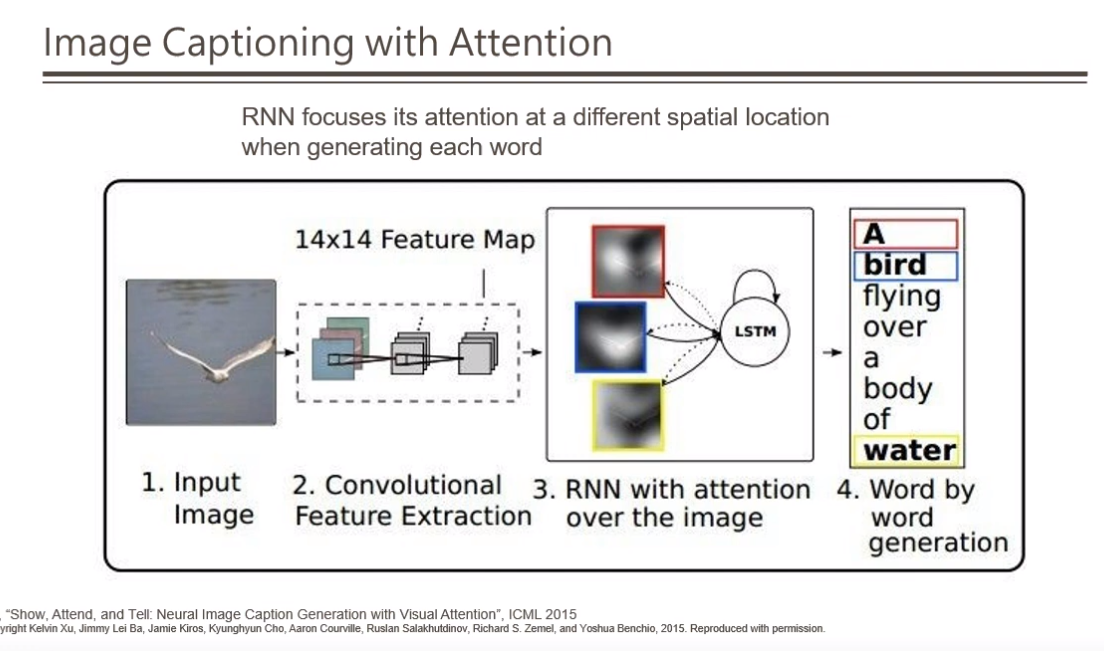 Image Captioning with Attention
RNN focuses its attention at a different spatial location
when generating each word
14x14 Feature Map
LSTM
A
bird
flying
over
a
body
of
water
1. Input
Image
2. Convolutional
Feature Extraction
3. RNN with attention
over the image
4. Word by
word
generation
, “Show, Attend, and Tell: Neural Image Caption Generation with Visual Attention”, ICML 2015
yright Kelvin Xu, Jimmy Lei Ba, Jamie Kiros, Kyunghyun Cho, Aaron Courville, Ruslan Salakhutdinov, Richard S. Zemel, and Yoshua Benchio, 2015. Reproduced with permission.